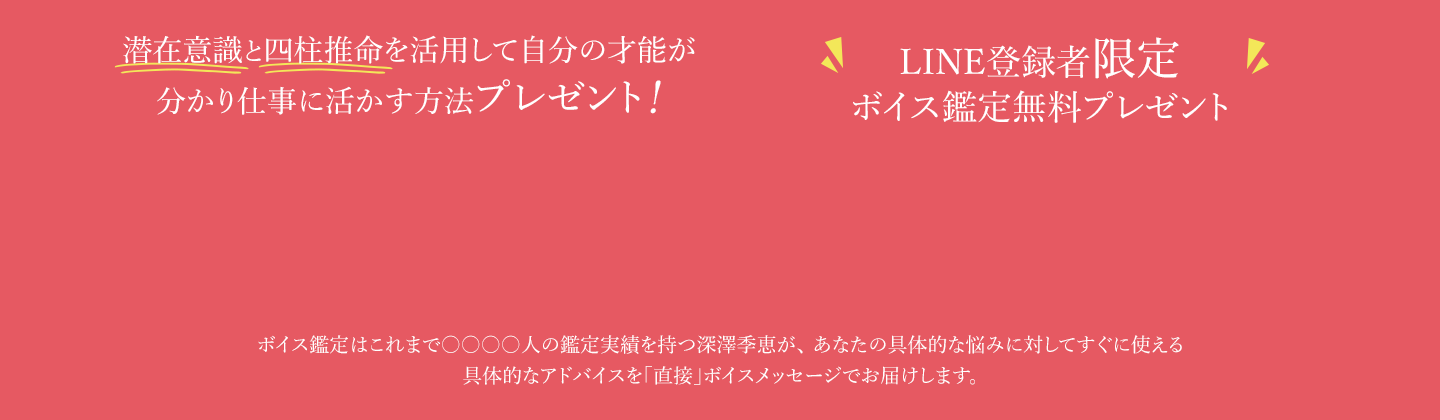 潜在意識と四柱推命を活用して自分の才能が
分かり仕事に活かす方法プレゼント！
LINE登録者限定
ボイス鑑定無料プレゼント
ボイス鑑定はこれまで〇〇〇〇人の鑑定実績を持つ深澤季恵が、あなたの具体的な悩みに対してすぐに使える
具体的なアドバイスを「直接」ボイスメッセージでお届けします。